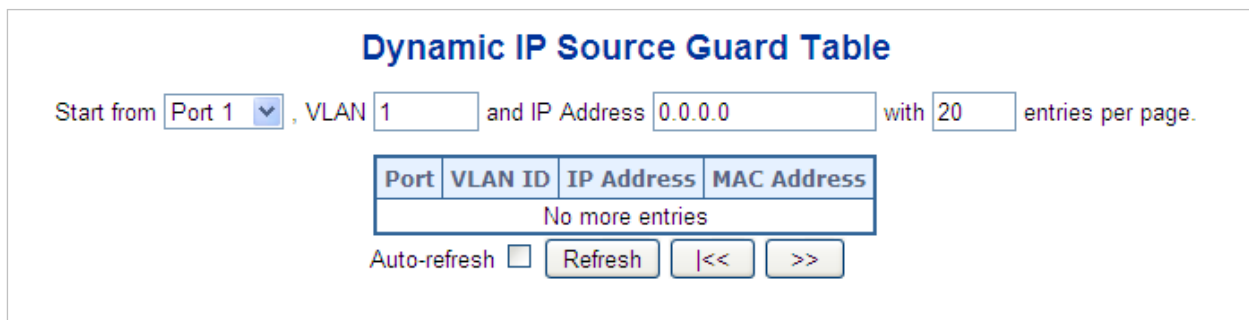 Dynamic IP Source Guard Table
Start from Port 1 , VLAN 1 and IP Address 0.0.0.0 with 20 entries per page.
Port VLAN ID IP Address MAC Address
No more entries
Auto-refresh Refresh |<< >>